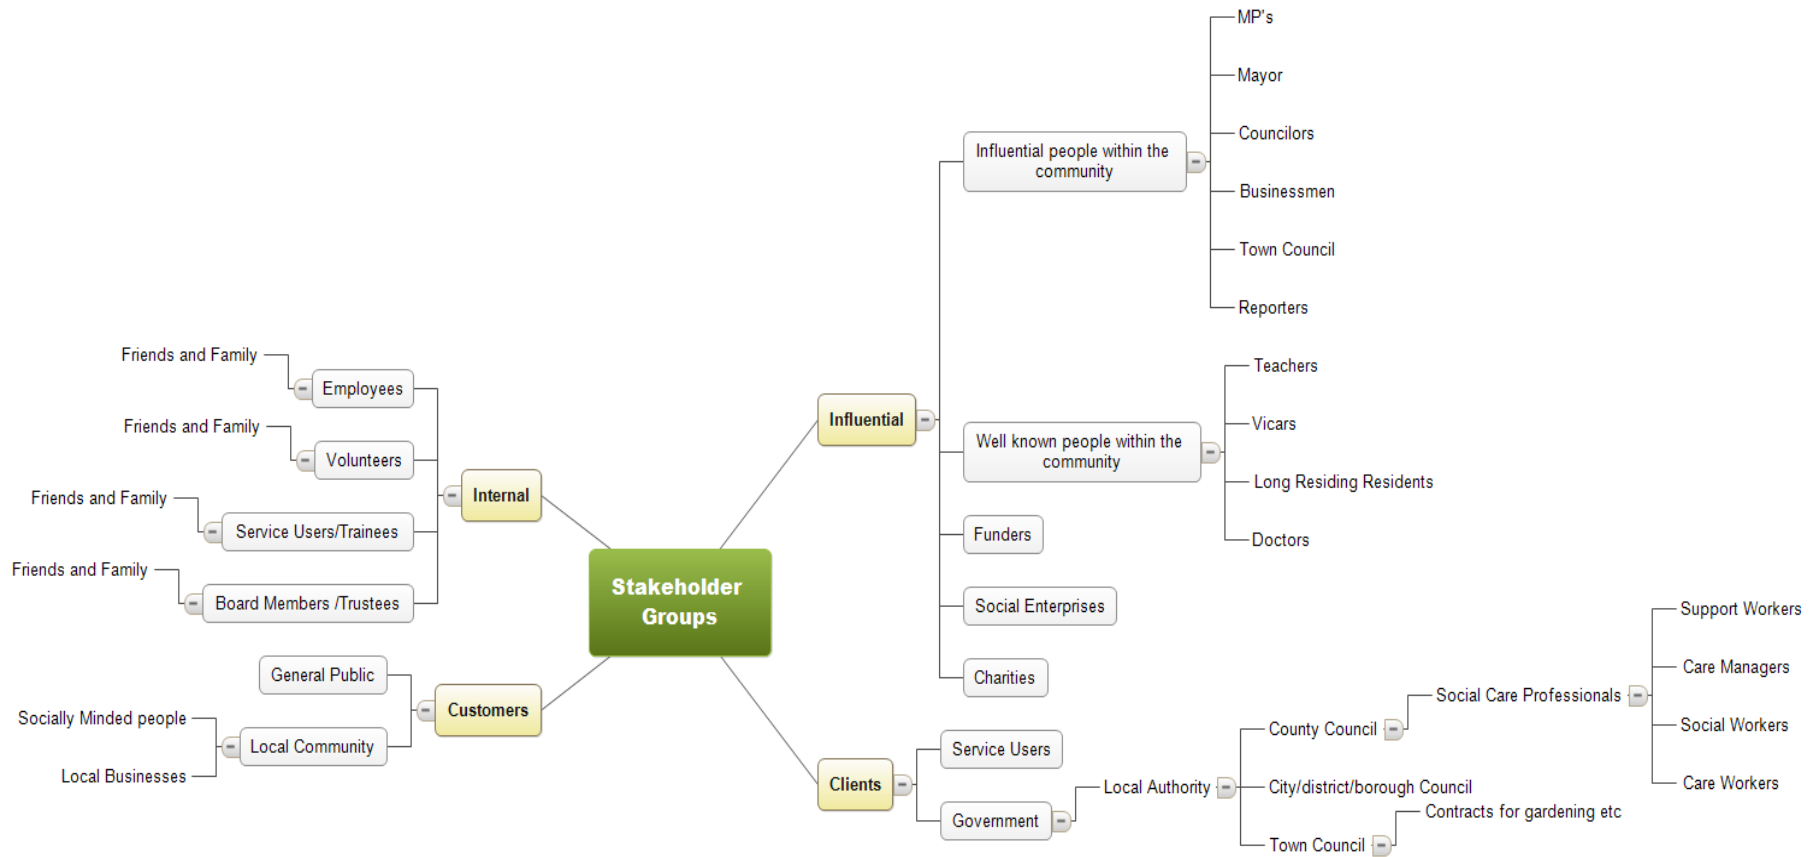 Stakeholder
Groups
Influential
Influential people within the
community
MP's
Mayor
Councilors
Businessmen
Town Council
Reporters
Well known people within the
community
Teachers
Vicars
Long Residing Residents
Doctors
Funders
Social Enterprises
Charities
Clients
Service Users
Government
Local Authority
County Council
Social Care Professionals
Support Workers
Care Managers
Social Workers
Care Workers
City/district/borough Council
Town Council
Contracts for gardening etc
Internal
Employees
Friends and Family
Volunteers
Friends and Family
Service Users/Trainees
Friends and Family
Board Members /Trustees
Friends and Family
Customers
General Public
Local Community
Socially Minded people
Local Businesses